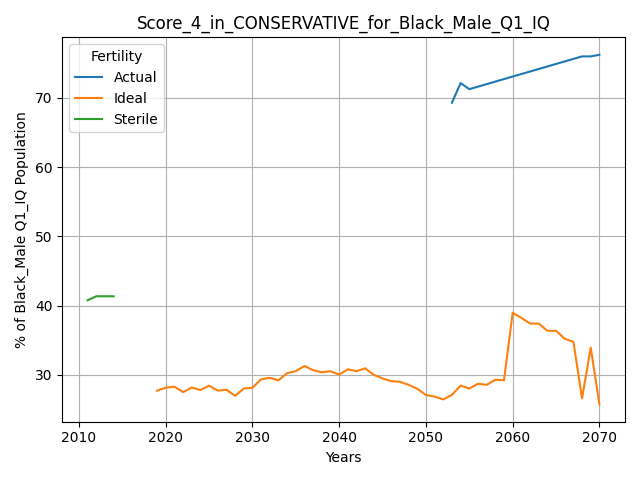 Score_4_in_CONSERVATIVE_for_Black_Male_Q1_IQ
Fertility
Actual
Ideal
Sterile
% of Black_Male Q1_IQ Population
70
60
50
40
30
2010
2020
2030
2040
2050
2060
2070
Years